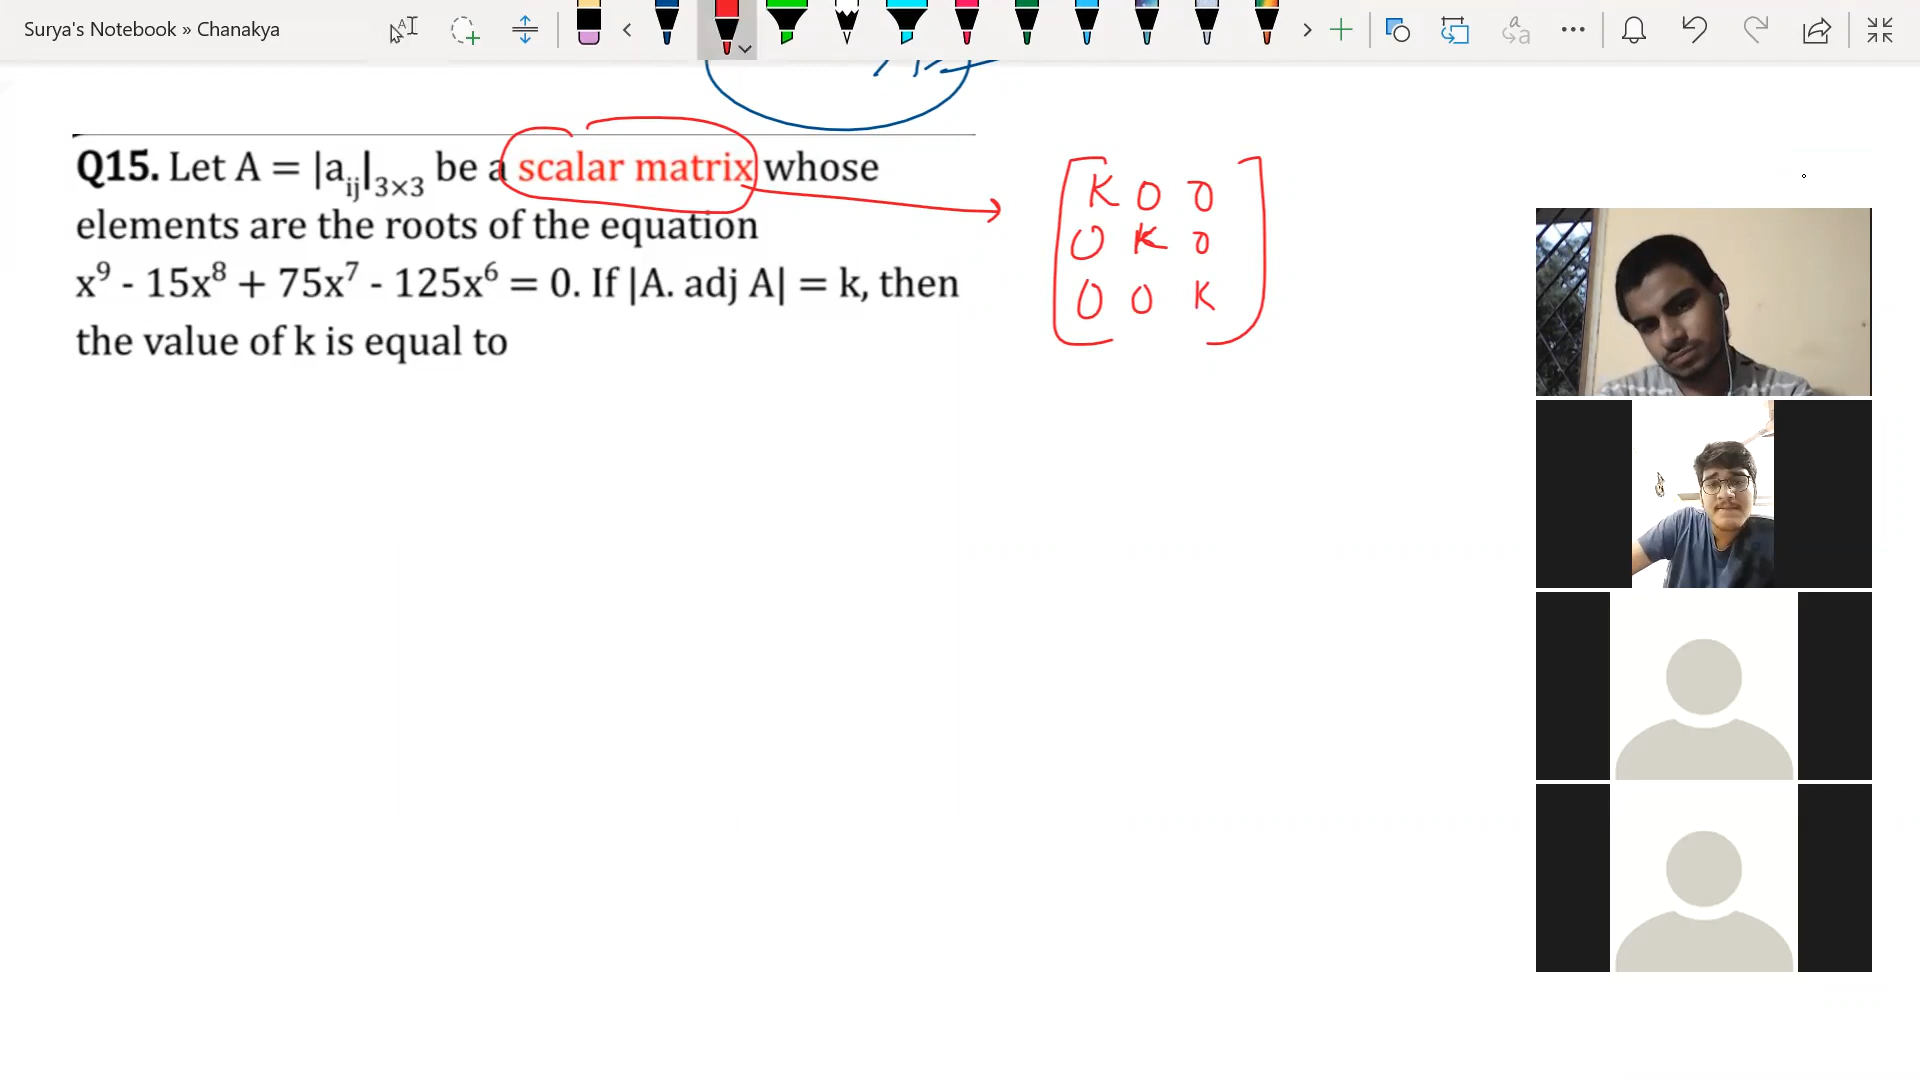 Surya's Notebook » Chanakya
Q15. Let A = |aij|3×3 be a scalar matrix whose
elements are the roots of the equation
x⁹ - 15x⁸ + 75x⁷ - 125x⁶ = 0. If |A. adj A| = k, then
the value of k is equal to
K 0 0
0 K 0
0 0 K